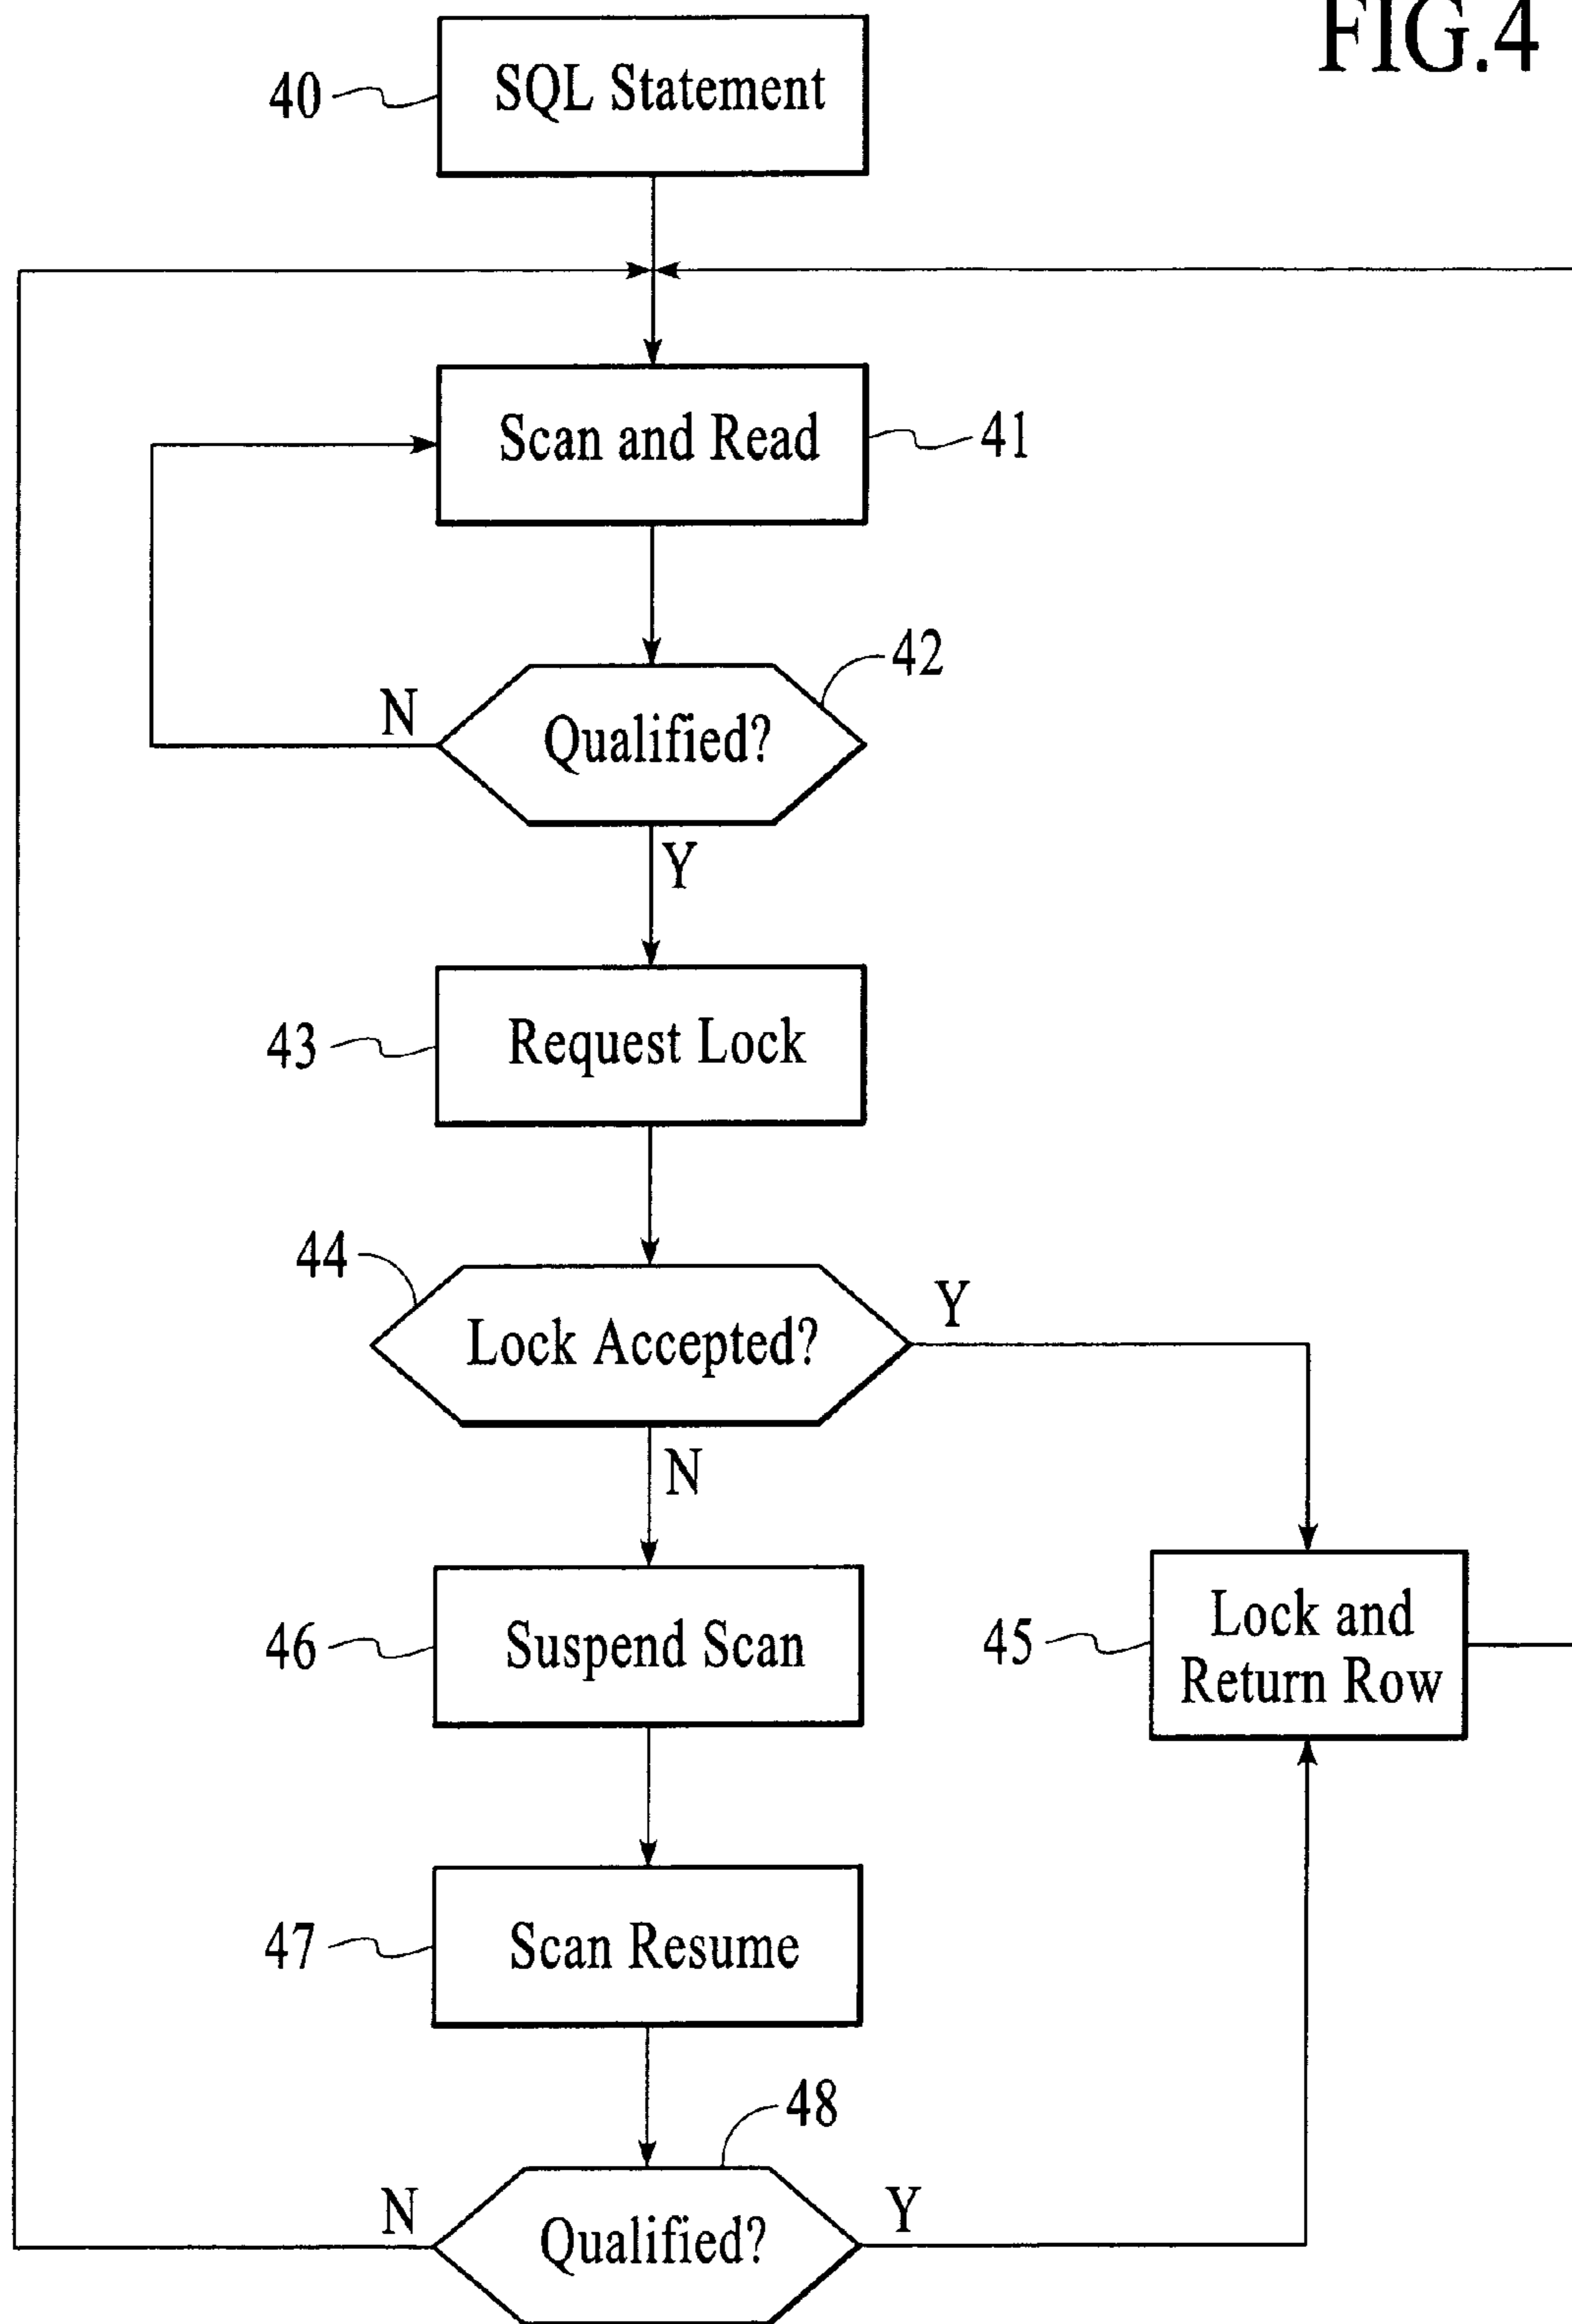 FIG.4
40
SQL Statement
Scan and Read
41
42
N
Qualified?
Y
43
Request Lock
44
Y
Lock Accepted?
N
46
Suspend Scan
45
Lock and
Return Row
47
Scan Resume
48
N
Y
Qualified?